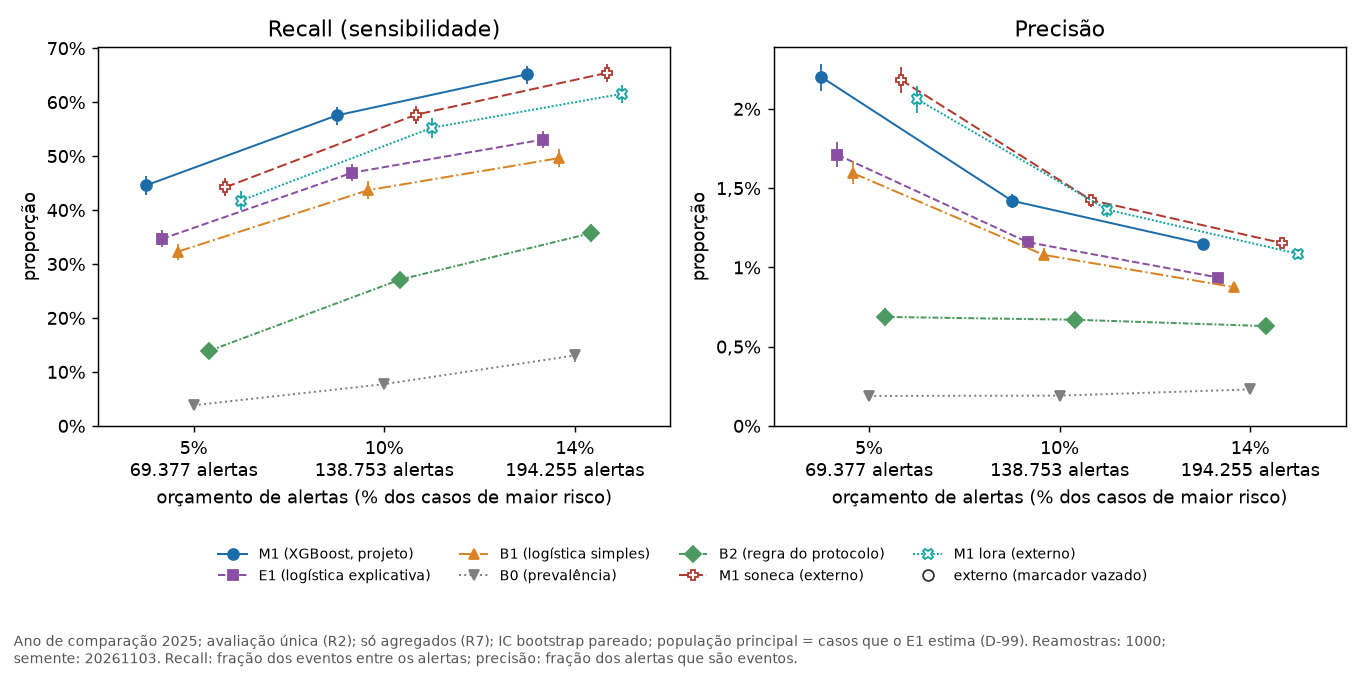 Recall (sensibilidade)
70%
60%
50%
40%
30%
20%
10%
0%
proporção
5%
69.377 alertas
10%
138.753 alertas
14%
194.255 alertas
orçamento de alertas (% dos casos de maior risco)
Precisão
2%
1,5%
1%
0,5%
0%
proporção
5%
69.377 alertas
10%
138.753 alertas
14%
194.255 alertas
orçamento de alertas (% dos casos de maior risco)
M1 (XGBoost, projeto)
E1 (logística explicativa)
B1 (logística simples)
B0 (prevalência)
B2 (regra do protocolo)
M1 soneca (externo)
M1 lora (externo)
externo (marcador vazado)
Ano de comparação 2025; avaliação única (R2); só agregados (R7); IC bootstrap pareado; população principal = casos que o E1 estima (D-99). Reamostras: 1000;
semente: 20261103. Recall: fração dos eventos entre os alertas; precisão: fração dos alertas que são eventos.